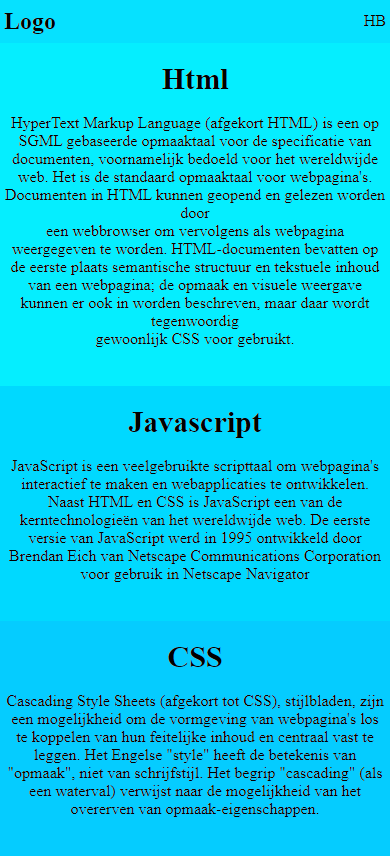 Logo HB
Html
HyperText Markup Language (afgekort HTML) is een op
SGML gebaseerde opmaaktaal voor de specificatie van
documenten, voornamelijk bedoeld voor het wereldwijde
web. Het is de standaard opmaaktaal voor webpagina's.
Documenten in HTML kunnen geopend en gelezen worden
door
een webbrowser om vervolgens als webpagina
weergegeven te worden. HTML-documenten bevatten op
de eerste plaats semantische structuur en tekstuele inhoud
van een webpagina; de opmaak en visuele weergave
kunnen er ook in worden beschreven, maar daar wordt
tegenwoordig
gewoonlijk CSS voor gebruikt.
Javascript
JavaScript is een veelgebruikte scripttaal om webpagina's
interactief te maken en webapplicaties te ontwikkelen.
Naast HTML en CSS is JavaScript een van de
kerntechnologieën van het wereldwijde web. De eerste
versie van JavaScript werd in 1995 ontwikkeld door
Brendan Eich van Netscape Communications Corporation
voor gebruik in Netscape Navigator
CSS
Cascading Style Sheets (afgekort tot CSS), stijlbladen, zijn
een mogelijkheid om de vormgeving van webpagina's los
te koppelen van hun feitelijke inhoud en centraal vast te
leggen. Het Engelse "style" heeft de betekenis van
"opmaak", niet van schrijfstijl. Het begrip "cascading" (als
een waterval) verwijst naar de mogelijkheid van het
overerven van opmaak-eigenschappen.